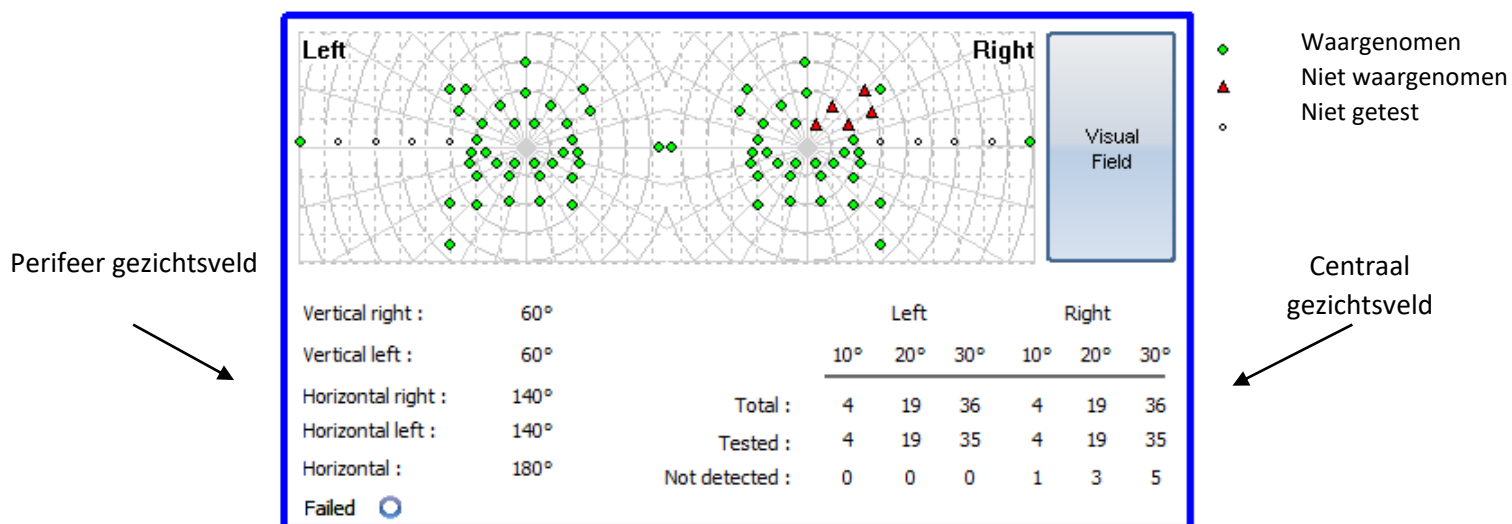 Left
Right
Visual
Field
Waargenomen
Niet waargenomen
Niet getest
Perifeer gezichtsveld
Centraal
gezichtsveld
Vertical right : 60°
Vertical left : 60°
Horizontal right : 140°
Horizontal left : 140°
Horizontal : 180°
Failed
Left Right
10° 20° 30° 10° 20° 30°
Total : 4 19 36 4 19 36
Tested : 4 19 35 4 19 35
Not detected : 0 0 0 1 3 5